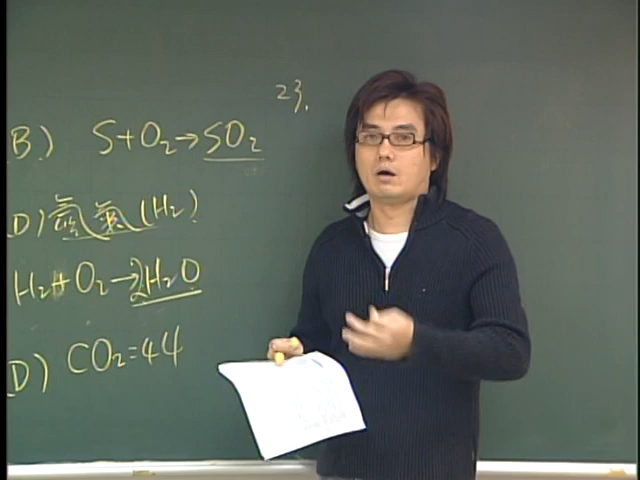 23.
B.) S+O₂→SO₂
D) 氫氣(H₂)
H₂+O₂→2H₂O
D) CO₂=44